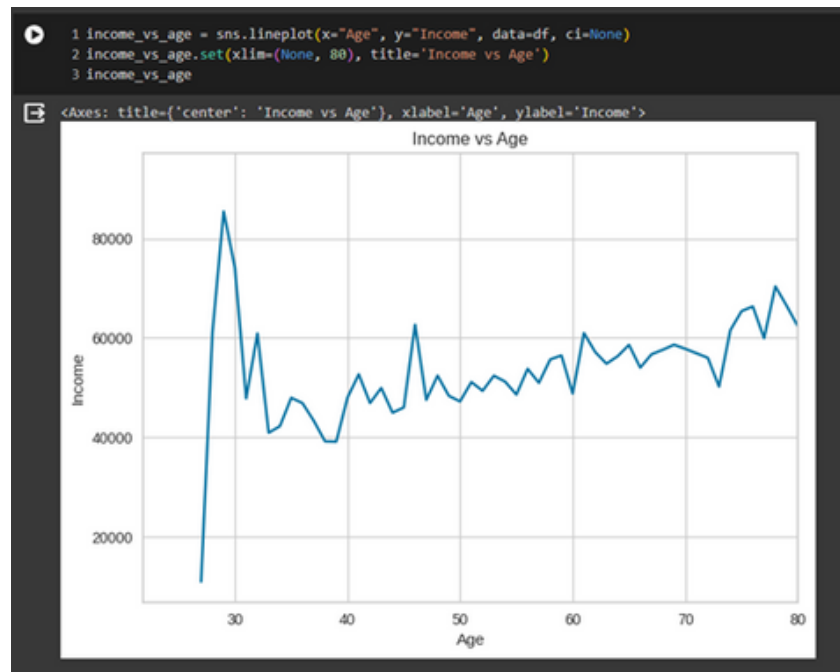 1 income_vs_age = sns.lineplot(x="Age", y="Income", data=df, ci=None)
2 income_vs_age.set(xlim=(None, 80), title='Income vs Age')
3 income_vs_age
<Axes: title={'center': 'Income vs Age'}, xlabel='Age', ylabel='Income'>
Income vs Age
80000
60000
Income
40000
20000
30 40 50 60 70 80
Age